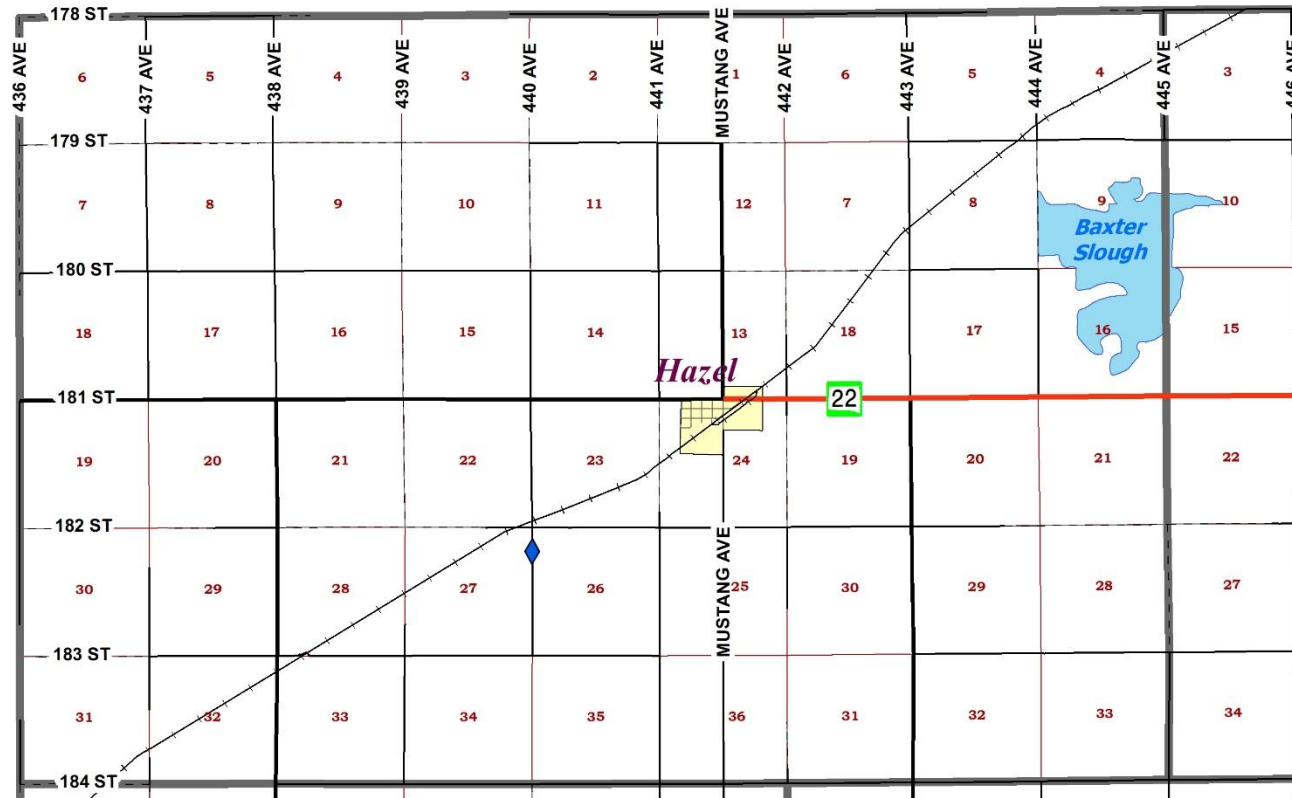 178 ST
436 AVE
437 AVE
438 AVE
439 AVE
440 AVE
441 AVE
MUSTANG AVE
442 AVE
443 AVE
444 AVE
445 AVE
446 AVE
6 5 4 3 2 1 6 5 4 3
179 ST
7 8 9 10 11 12 7 8 9 10
Baxter
Slough
180 ST
18 17 16 15 14 13 18 17 16 15
Hazel
181 ST
22
19 20 21 22 23 24 19 20 21 22
182 ST
MUSTANG AVE
30 29 28 27 26 25 30 29 28 27
183 ST
31 32 33 34 35 36 31 32 33 34
184 ST